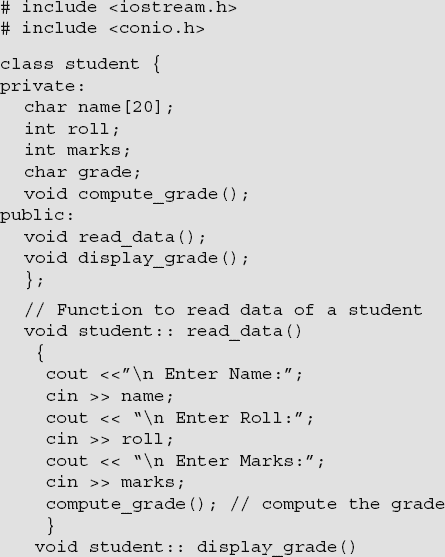 # include <iostream.h>
# include <conio.h>
class student {
private:
char name[20];
int roll;
int marks;
char grade;
void compute_grade();
public:
void read_data();
void display_grade();
};
// Function to read data of a student
void student:: read_data()
{
cout <<”\n Enter Name:”;
cin >> name;
cout << “\n Enter Roll:”;
cin >> roll;
cout << “\n Enter Marks:”;
cin >> marks;
compute_grade(); // compute the grade
}
void student:: display_grade()